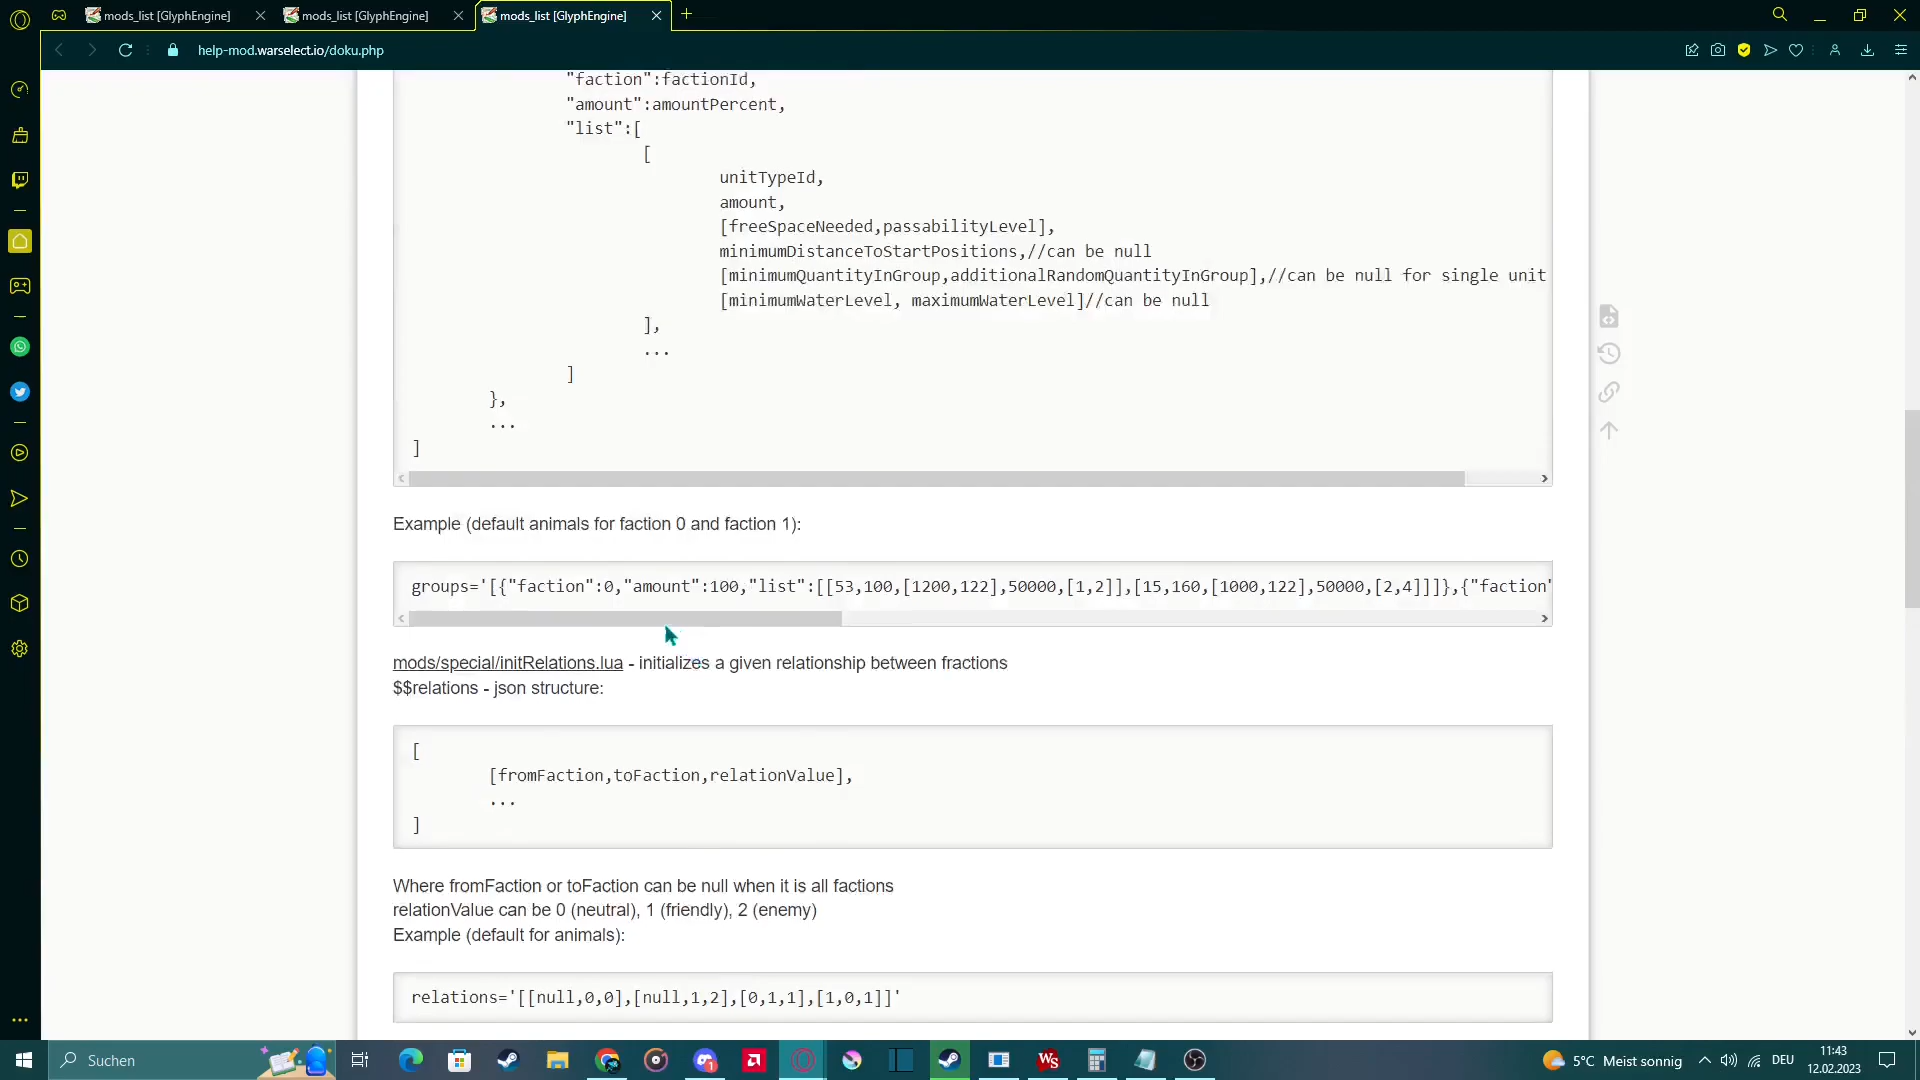 mods_list [GlyphEngine]
mods_list [GlyphEngine]
mods_list [GlyphEngine]
help-mod.warselect.io/doku.php
"faction":factionId,
"amount":amountPercent,
"list":[
[
unitTypeId,
amount,
[freeSpaceNeeded,passabilityLevel],
minimumDistanceToStartPositions,//can be null
[minimumQuantityInGroup,additionalRandomQuantityInGroup],//can be null for single unit
[minimumWaterLevel, maximumWaterLevel]//can be null
],
...
]
},
...
]
Example (default animals for faction 0 and faction 1):
groups='[{"faction":0,"amount":100,"list":[[53,100,[1200,122],50000,[1,2]],[15,160,[1000,122],50000,[2,4]]]},{"faction"
mods/special/initRelations.lua - initializes a given relationship between fractions
$$relations - json structure:
[
[fromFaction,toFaction,relationValue],
...
]
Where fromFaction or toFaction can be null when it is all factions
relationValue can be 0 (neutral), 1 (friendly), 2 (enemy)
Example (default for animals):
relations='[[null,0,0],[null,1,2],[0,1,1],[1,0,1]]'
Suchen
5°C Meist sonnig
DEU
11:43
12.02.2023